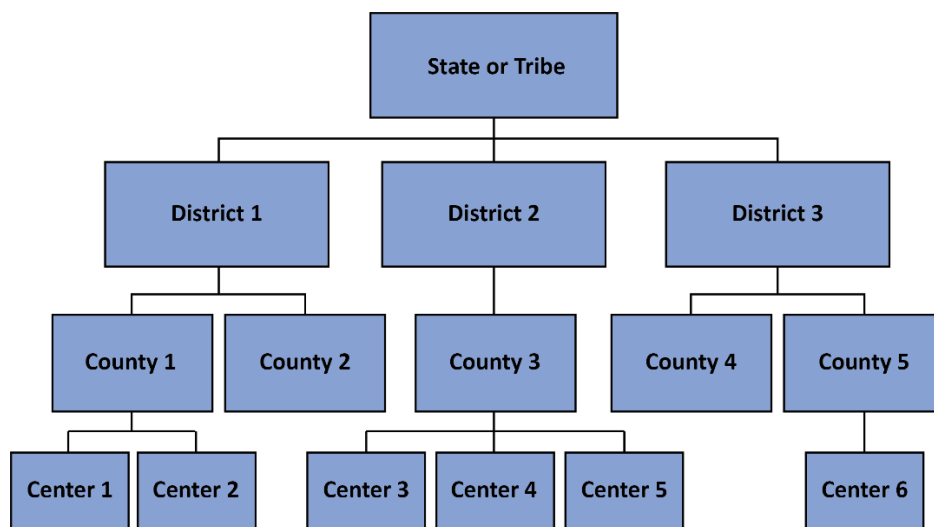 State or Tribe
District 1
District 2
District 3
County 1
County 2
County 3
County 4
County 5
Center 1
Center 2
Center 3
Center 4
Center 5
Center 6